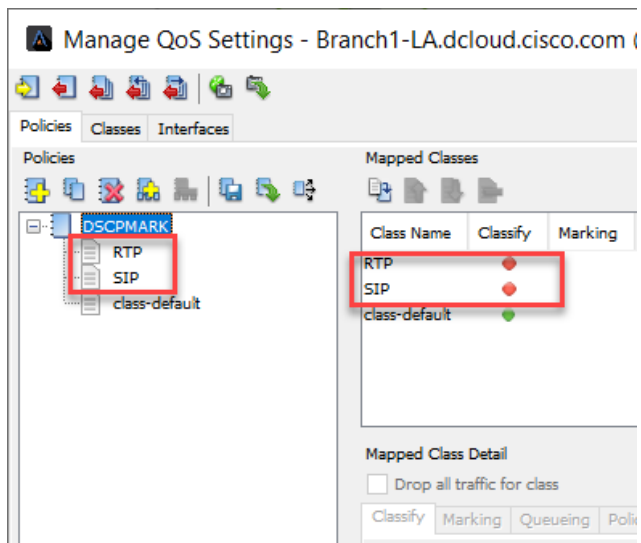 Manage QoS Settings - Branch1-LA.dcloud.cisco.com (
Policies Classes Interfaces
Policies
DSCPMARK
RTP
SIP
class-default
Mapped Classes
Class Name Classify Marking
RTP
SIP
class-default
Mapped Class Detail
Drop all traffic for class
Classify Marking Queueing Polic